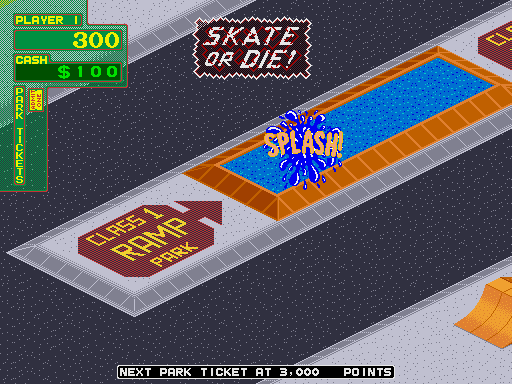 PLAYER 1
300
CASH
$100
PARK TICKETS
SKATE
OR DIE!
CLASS
SPLASH!
CLASS 1
RAMP
PARK
NEXT PARK TICKET AT 3,000 POINTS